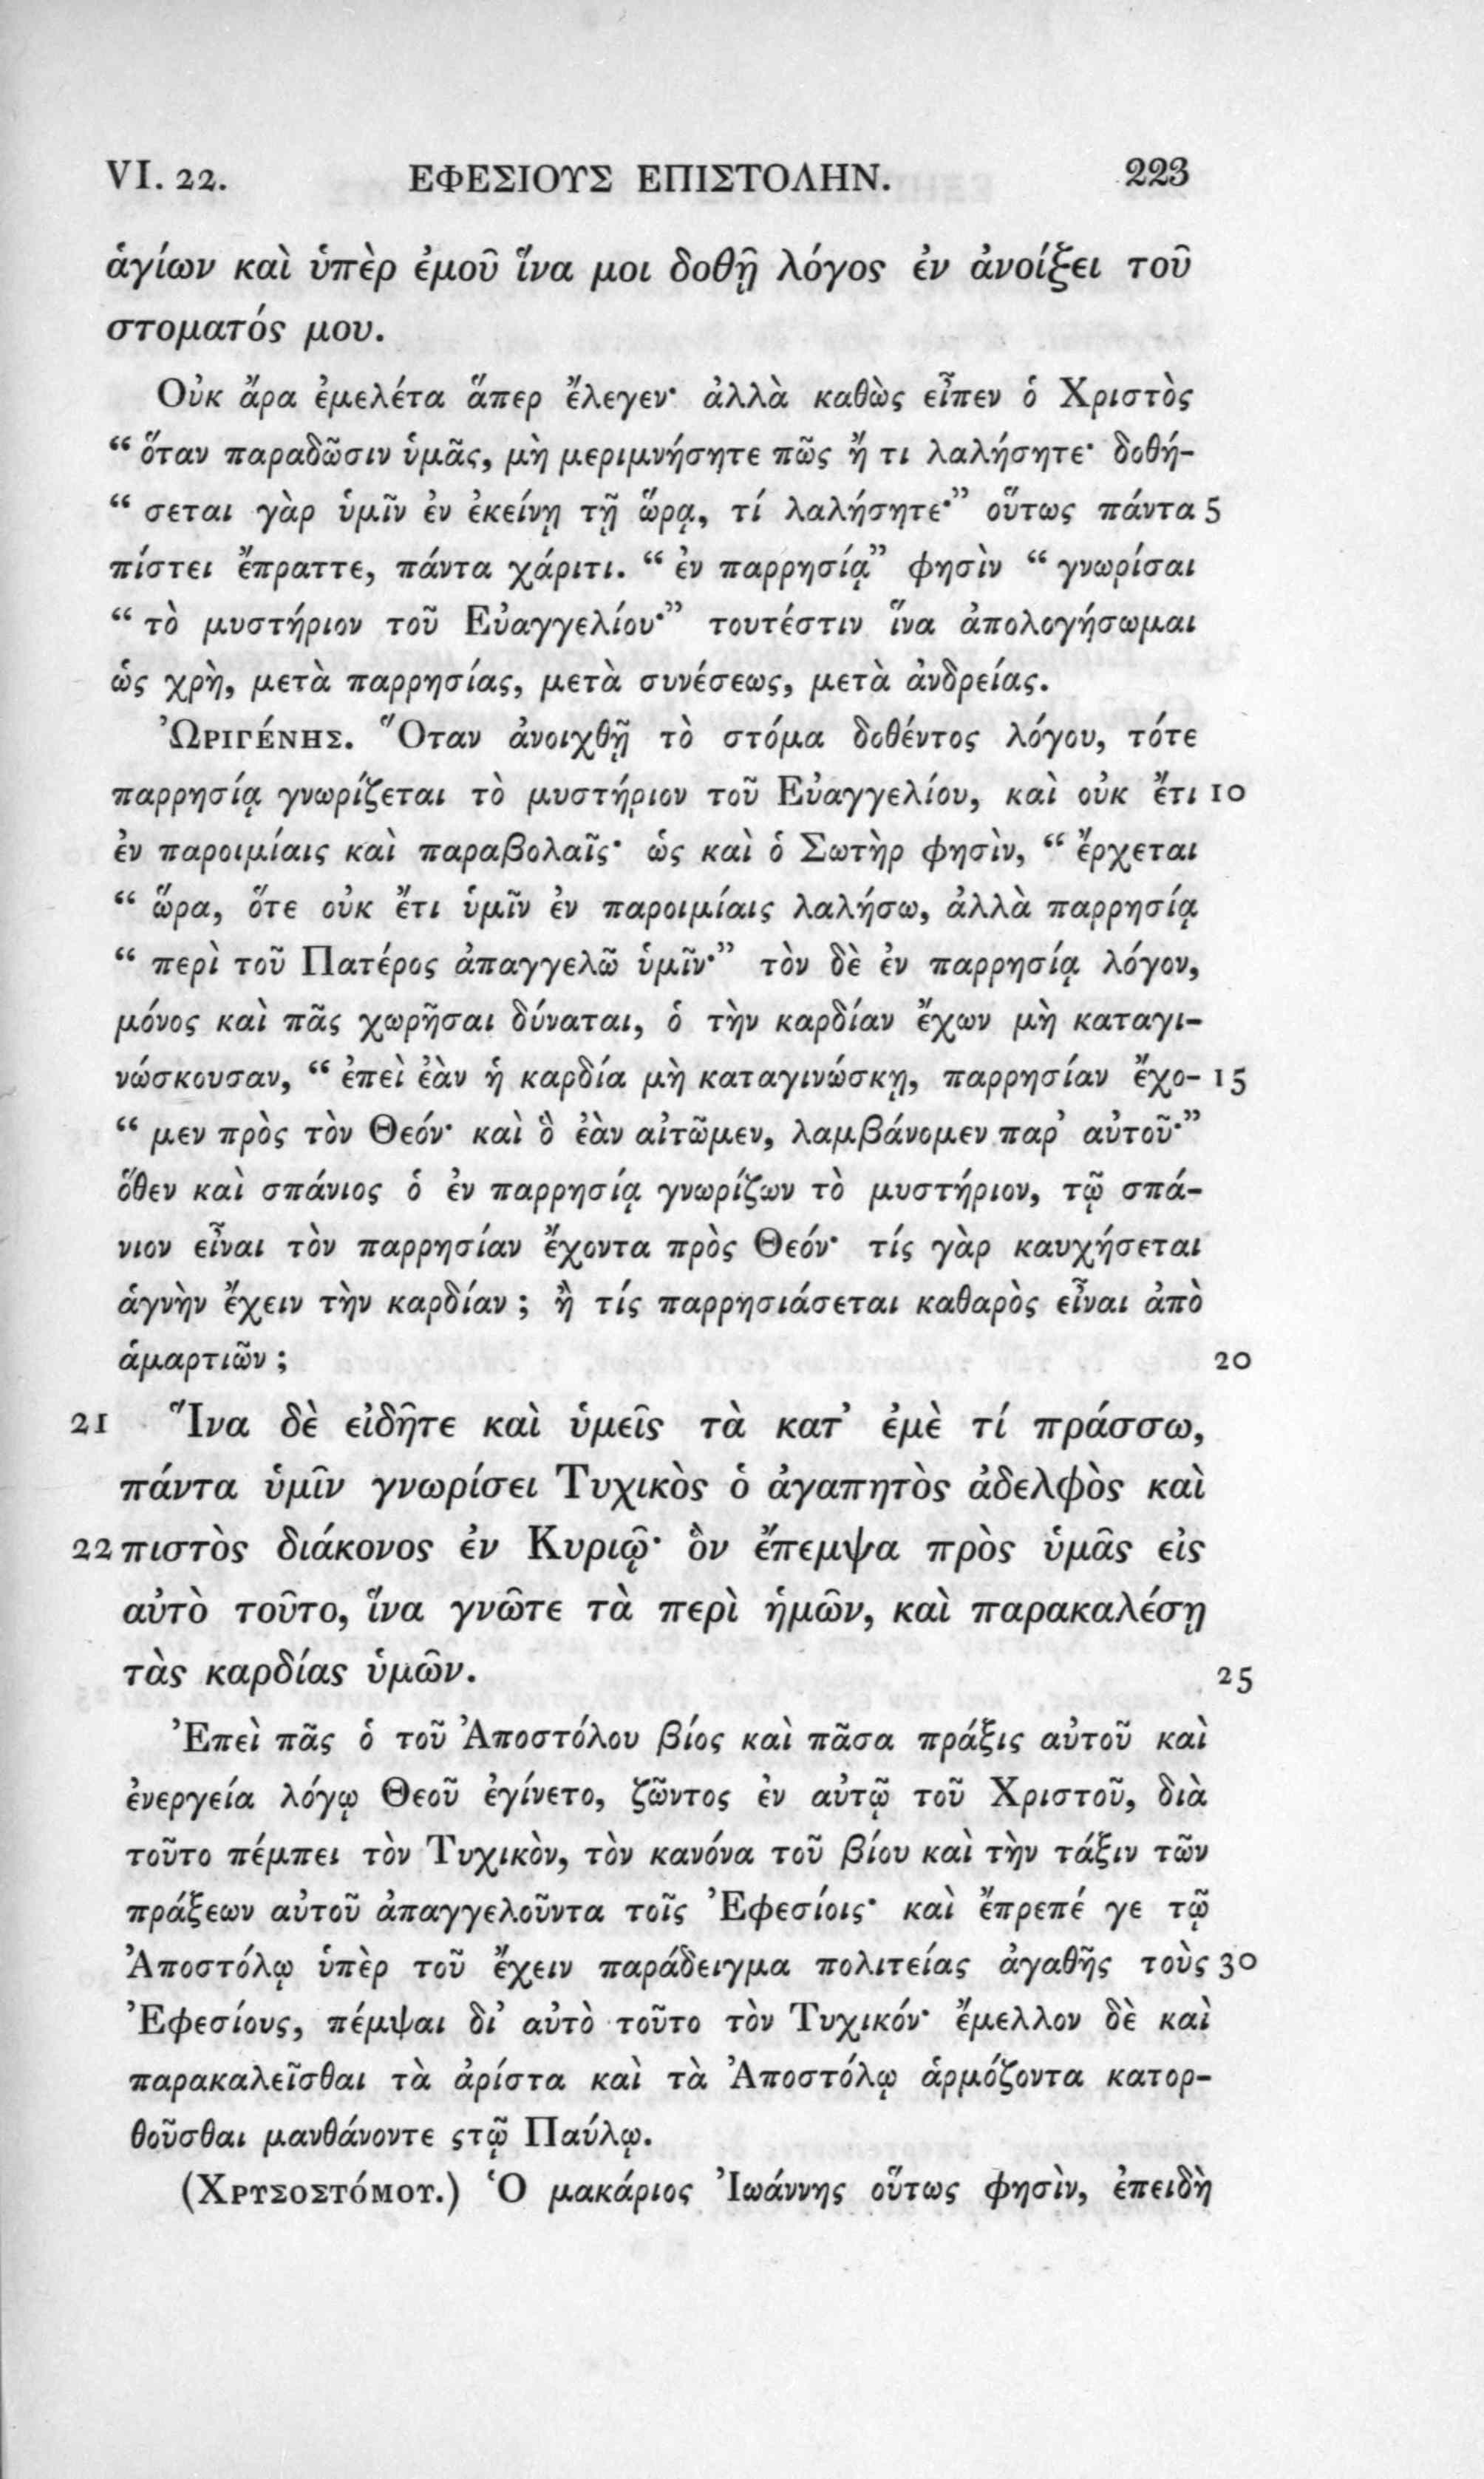 VI. 22. ΕΦΕΣΙΟΥΣ ΕΠΙΣΤΟΛΗΝ. 223
ἁγίων καὶ ὑπὲρ ἐμοῦ ἵνα μοι δοθῇ λόγος ἐν ἀνοίξει τοῦ
στοματός μου.
Οὐκ ἄρα ἐμελέτα ἅπερ ἔλεγεν· ἀλλὰ καθὼς εἶπεν ὁ Χριστὸς
“ ὅταν παραδῶσιν ὑμᾶς, μὴ μεριμνήσητε πῶς ἤ τι λαλήσητε· δοθή-
“ σεται γὰρ ὑμῖν ἐν ἐκείνῃ τῇ ὥρᾳ, τί λαλήσητε·” οὕτως πάντα 5
πίστει ἔπραττε, πάντα χάριτι. “ ἐν παρρησίᾳ” φησὶν “ γνωρίσαι
“ τὸ μυστήριον τοῦ Εὐαγγελίου·” τουτέστιν ἵνα ἀπολογήσωμαι
ὡς χρὴ, μετὰ παρρησίας, μετὰ συνέσεως, μετὰ ἀνδρείας.
ὨΡΙΓΈΝΗΣ. Ὅταν ἀνοιχθῇ τὸ στόμα δοθέντος λόγου, τότε
παρρησίᾳ γνωρίζεται τὸ μυστήριον τοῦ Εὐαγγελίου, καὶ οὐκ ἔτι 10
ἐν παροιμίαις καὶ παραβολαῖς· ὡς καὶ ὁ Σωτὴρ φησὶν, “ ἔρχεται
“ ὥρα, ὅτε οὐκ ἔτι ὑμῖν ἐν παροιμίαις λαλήσω, ἀλλὰ παρρησίᾳ
“ περὶ τοῦ Πατέρος ἀπαγγελῶ ὑμῖν·” τὸν δὲ ἐν παρρησίᾳ λόγον,
μόνος καὶ πᾶς χωρῆσαι δύναται, ὁ τὴν καρδίαν ἔχων μὴ καταγι-
νώσκουσαν, “ ἐπεὶ ἐὰν ἡ καρδία μὴ καταγινώσκῃ, παρρησίαν ἔχο- 15
“ μεν πρὸς τὸν Θεόν· καὶ ὃ ἐὰν αἰτῶμεν, λαμβάνομεν παρ’ αὐτοῦ·”
ὅθεν καὶ σπάνιος ὁ ἐν παρρησίᾳ γνωρίζων τὸ μυστήριον, τῷ σπά-
νιον εἶναι τὸν παρρησίαν ἔχοντα πρὸς Θεόν· τίς γὰρ καυχήσεται
ἁγνὴν ἔχειν τὴν καρδίαν ; ἢ τίς παρρησιάσεται καθαρὸς εἶναι ἀπὸ
ἁμαρτιῶν ; 20
21 Ἵνα δὲ εἰδῆτε καὶ ὑμεῖς τὰ κατ’ ἐμὲ τί πράσσω,
πάντα ὑμῖν γνωρίσει Τυχικὸς ὁ ἀγαπητὸς ἀδελφὸς καὶ
22 πιστὸς διάκονος ἐν Κυριῷ· ὃν ἔπεμψα πρὸς ὑμᾶς εἰς
αὐτὸ τοῦτο, ἵνα γνῶτε τὰ περὶ ἡμῶν, καὶ παρακαλέσῃ
τὰς καρδίας ὑμῶν. 25
Ἐπεὶ πᾶς ὁ τοῦ Ἀποστόλου βίος καὶ πᾶσα πράξις αὐτοῦ καὶ
ἐνεργεία λόγῳ Θεοῦ ἐγίνετο, ζῶντος ἐν αὐτῷ τοῦ Χριστοῦ, διὰ
τοῦτο πέμπει τὸν Τυχικὸν, τὸν κανόνα τοῦ βίου καὶ τὴν τάξιν τῶν
πράξεων αὐτοῦ ἀπαγγελοῦντα τοῖς Ἐφεσίοις· καὶ ἔπρεπέ γε τῷ
Ἀποστόλῳ ὑπὲρ τοῦ ἔχειν παράδειγμα πολιτείας ἀγαθῆς τοὺς 30
Ἐφεσίους, πέμψαι δι’ αὐτὸ τοῦτο τὸν Τυχικόν· ἔμελλον δὲ καὶ
παρακαλεῖσθαι τὰ ἀρίστα καὶ τὰ Ἀποστόλῳ ἁρμόζοντα κατορ-
θοῦσθαι μανθάνοντε ςτῷ Παύλῳ.
(ΧΡΥΣΟΣΤΌΜΟΥ.) Ὁ μακάριος Ἰωάννης οὕτως φησὶν, ἐπειδὴ